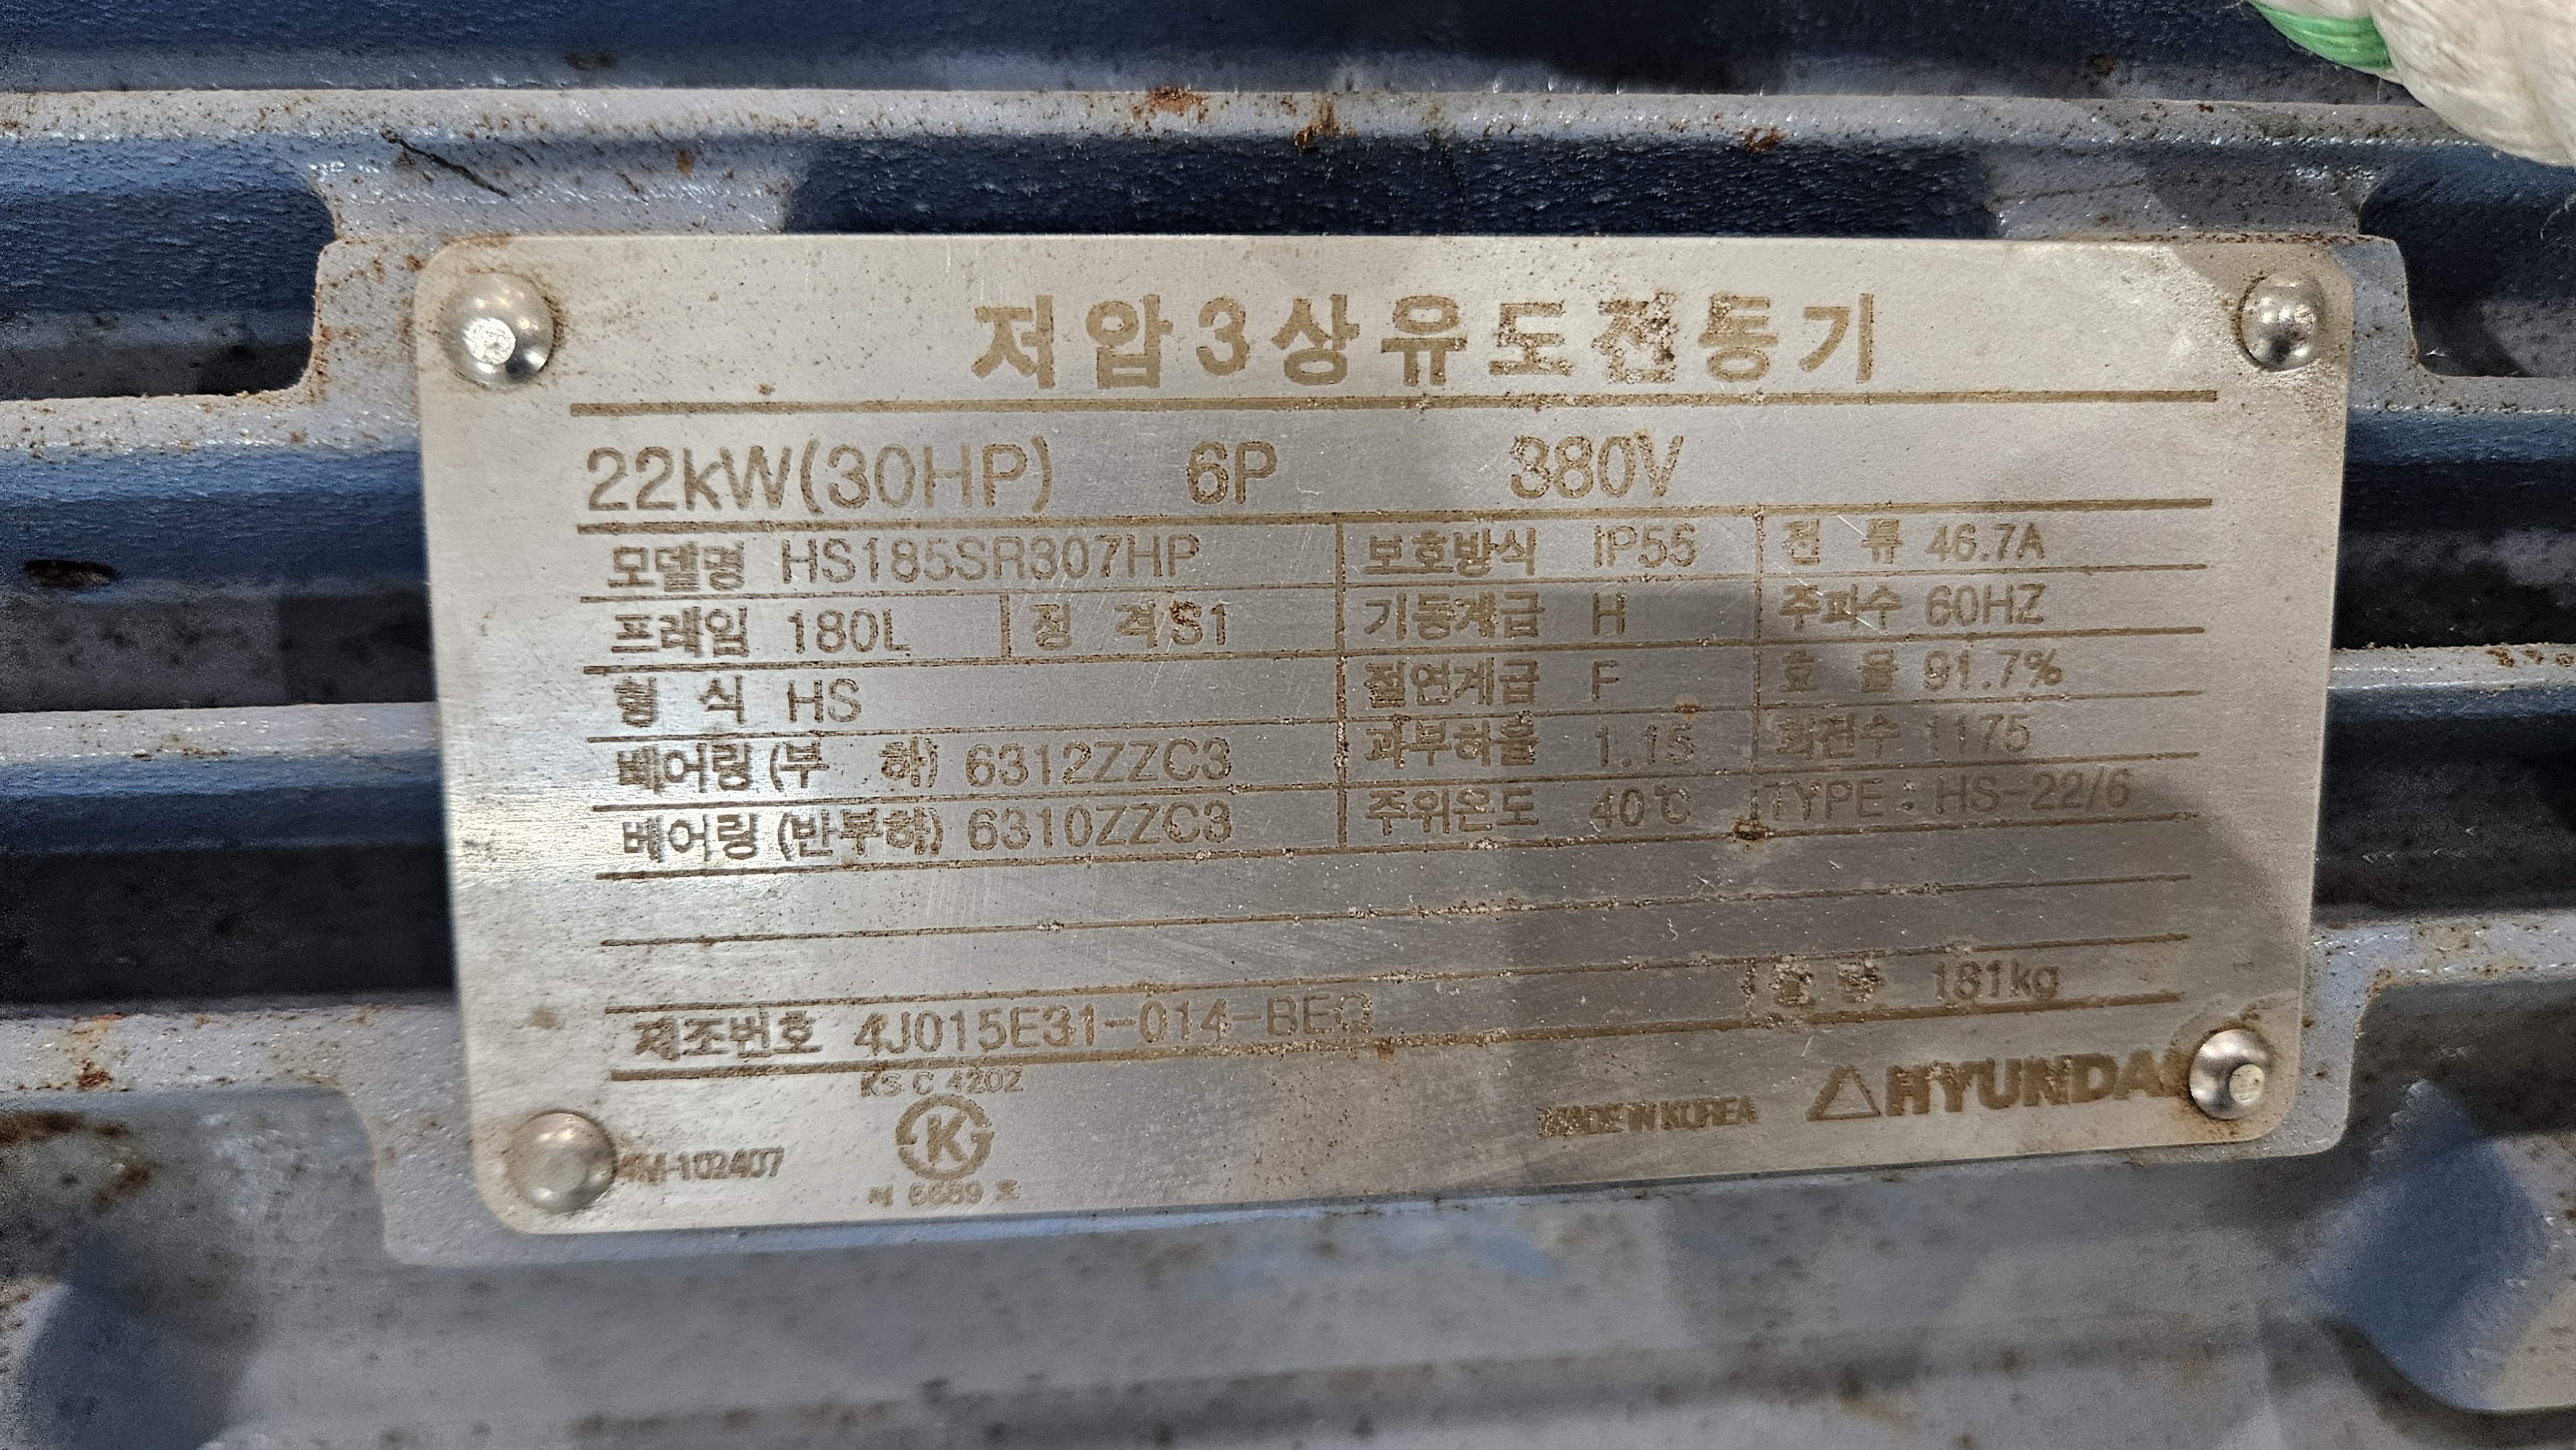 저압3상유도전동기
22kW(30HP) 6P 380V
모델명 HS185SR307HP 보호방식 IP55 전 류 46.7A
프레임 180L 정 격 S1 기동계급 H 주파수 60HZ
형 식 HS 절연계급 F 효 율 91.7%
베어링 (부 하) 6312ZZC3 과부하율 1.15 회전수 1175
베어링 (반부하) 6310ZZC3 주위온도 40℃ TYPE : HS-22/6
제조번호 4J015E31-014-BEQ 중 량 181kg
KS C 4202
MADE IN KOREA HYUNDAI
4M-102407
제 6689 호